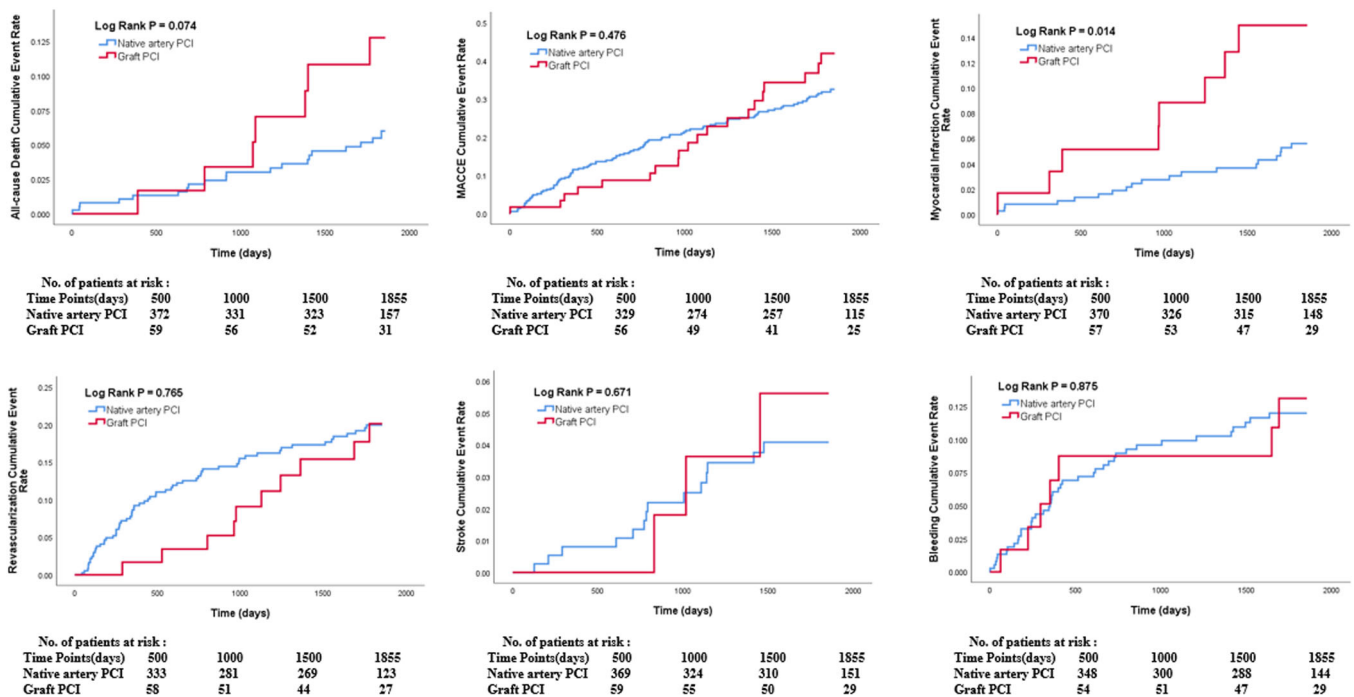 Log Rank P = 0.074
Native artery PCI
Graft PCI
All-cause Death Cumulative Event Rate
0.125
0.100
0.075
0.050
0.025
0.000
0 500 1000 1500 2000
Time (days)
No. of patients at risk :
Time Points(days) 500 1000 1500 1855
Native artery PCI 372 331 323 157
Graft PCI 59 56 52 31
Log Rank P = 0.476
Native artery PCI
Graft PCI
MACCE Cumulative Event Rate
0.5
0.4
0.3
0.2
0.1
0.0
0 500 1000 1500 2000
Time (days)
No. of patients at risk :
Time Points(days) 500 1000 1500 1855
Native artery PCI 329 274 257 115
Graft PCI 56 49 41 25
Log Rank P = 0.014
Native artery PCI
Graft PCI
Myocardial Infarction Cumulative Event
Rate
0.14
0.12
0.10
0.08
0.06
0.04
0.02
0.00
0 500 1000 1500 2000
Time (days)
No. of patients at risk :
Time Points(days) 500 1000 1500 1855
Native artery PCI 370 326 315 148
Graft PCI 57 53 47 29
Log Rank P = 0.765
Native artery PCI
Graft PCI
Revascularization Cumulative Event
Rate
0.25
0.20
0.15
0.10
0.05
0.00
0 500 1000 1500 2000
Time (days)
No. of patients at risk :
Time Points(days) 500 1000 1500 1855
Native artery PCI 333 281 269 123
Graft PCI 58 51 44 27
Log Rank P = 0.671
Native artery PCI
Graft PCI
Stroke Cumulative Event Rate
0.06
0.05
0.04
0.03
0.02
0.01
0.00
0 500 1000 1500 2000
Time (days)
No. of patients at risk :
Time Points(days) 500 1000 1500 1855
Native artery PCI 369 324 310 151
Graft PCI 59 55 50 29
Log Rank P = 0.875
Native artery PCI
Graft PCI
Bleeding Cumulative Event Rate
0.125
0.100
0.075
0.050
0.025
0.000
0 500 1000 1500 2000
Time (days)
No. of patients at risk :
Time Points(days) 500 1000 1500 1855
Native artery PCI 348 300 288 144
Graft PCI 54 51 47 29